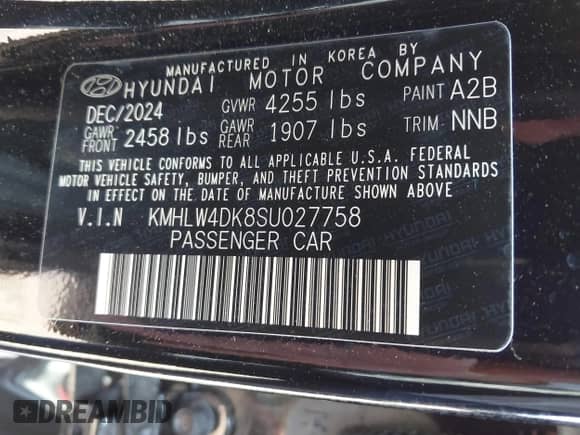 MANUFACTURED IN KOREA BY
HYUNDAI MOTOR COMPANY
DEC/2024 GVWR 4255 lbs PAINT A2B
GAWR FRONT 2458 lbs GAWR REAR 1907 lbs TRIM NNB
THIS VEHICLE CONFORMS TO ALL APPLICABLE U.S.A. FEDERAL
MOTOR VEHICLE SAFETY, BUMPER, AND THEFT PREVENTION STANDARDS
IN EFFECT ON THE DATE OF MANUFACTURE SHOWN ABOVE
V.I.N KMHLW4DK8SU027758
PASSENGER CAR
DREAMBID